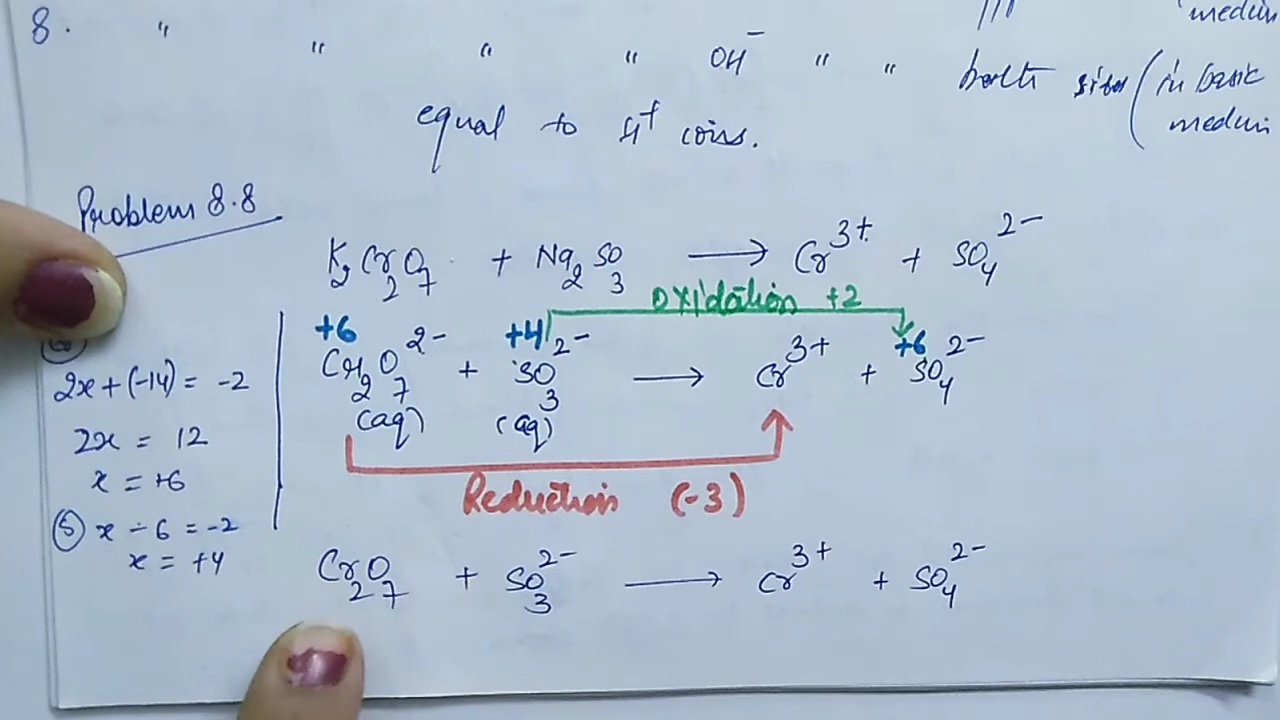 medium
8. " " " " OH⁻ " " both sides (in basic
equal to H⁺ coiss. medium
Problem 8.8
K₂Cr₂O₇ + Na₂SO₃ → Cr³⁺ + SO₄²⁻
oxidation +2
+6 +4 +6
Cr₂O₇²⁻ + SO₃²⁻ → Cr³⁺ + SO₄²⁻
(aq) (aq)
Reduction (-3)
2x + (-14) = -2
2x = 12
x = +6
(S) x - 6 = -2
x = +4
Cr₂O₇ + SO₃²⁻ → Cr³⁺ + SO₄²⁻